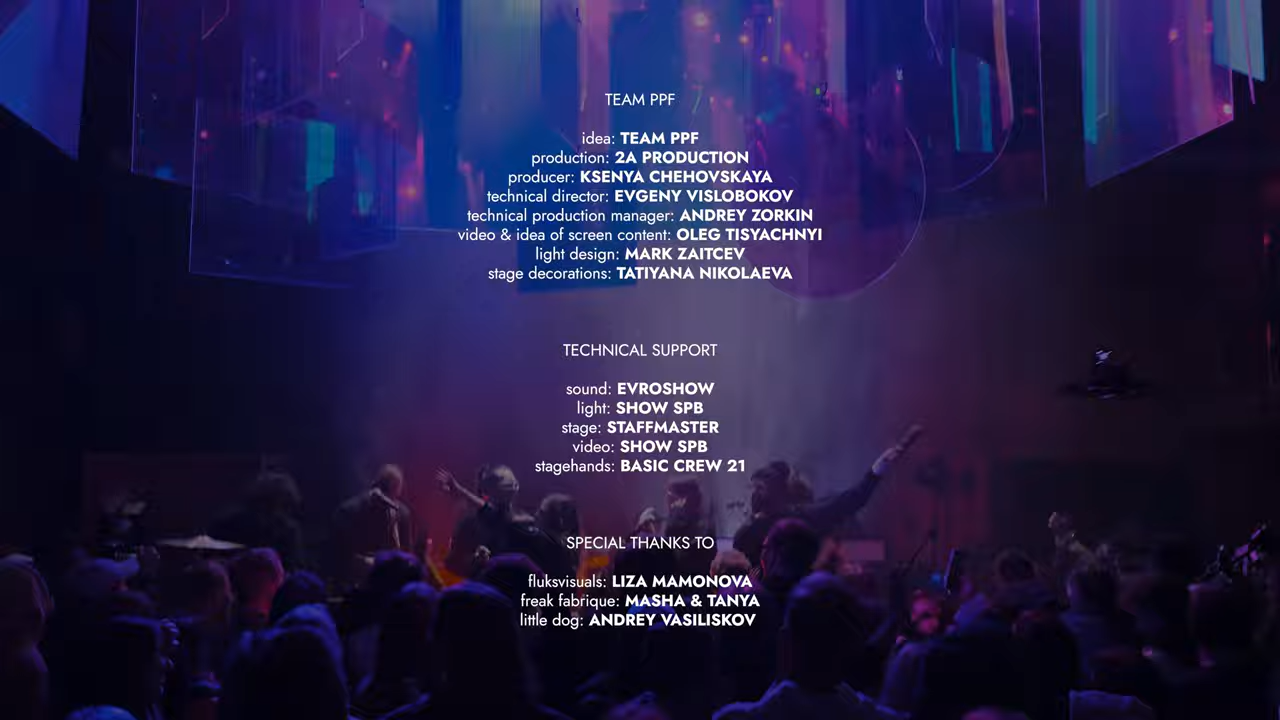 TEAM PPF
idea: TEAM PPF
production: 2A PRODUCTION
producer: KSENYA CHEHOVSKAYA
technical director: EVGENY VISLOBOKOV
technical production manager: ANDREY ZORKIN
video & idea of screen content: OLEG TISYACHNYI
light design: MARK ZAITCEV
stage decorations: TATIYANA NIKOLAEVA
TECHNICAL SUPPORT
sound: EVROSHOW
light: SHOW SPB
stage: STAFFMASTER
video: SHOW SPB
stagehands: BASIC CREW 21
SPECIAL THANKS TO
fluksvisuals: LIZA MAMONOVA
freak fabrique: MASHA & TANYA
little dog: ANDREY VASILISKOV